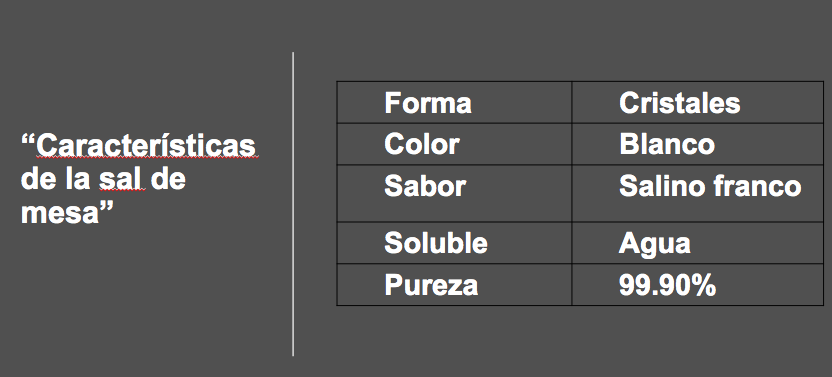 “Características
de la sal de
mesa”
Forma Cristales
Color Blanco
Sabor Salino franco
Soluble Agua
Pureza 99.90%